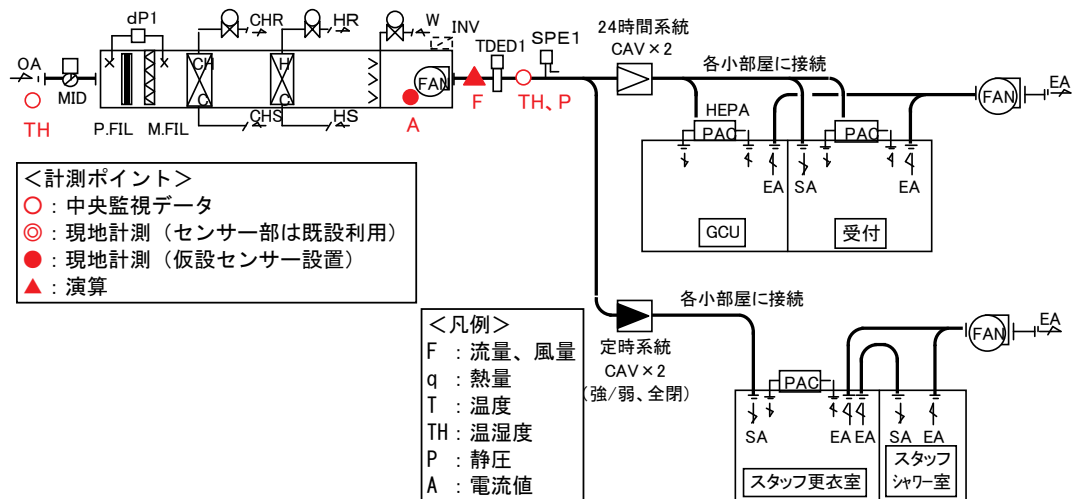 dP1
CHR
HR
W
INV
TDED1
SPE1
24時間系統
CAV×2
各小部屋に接続
OA
MID
CH
C
H
C
FAN
FAN
EA
TH
P.FIL
M.FIL
CHS
HS
A
F
TH、P
HEPA
PAC
PAC
EA
SA
EA
GCU
受付
＜計測ポイント＞
○：中央監視データ
◎：現地計測（センサー部は既設利用）
●：現地計測（仮設センサー設置）
▲：演算
各小部屋に接続
定時系統
CAV×2
(強/弱、全閉)
FAN
EA
PAC
SA
EA
EA
SA
EA
スタッフ更衣室
スタッフ
シャワー室
＜凡例＞
F ：流量、風量
q ：熱量
T ：温度
TH：温湿度
P ：静圧
A ：電流値